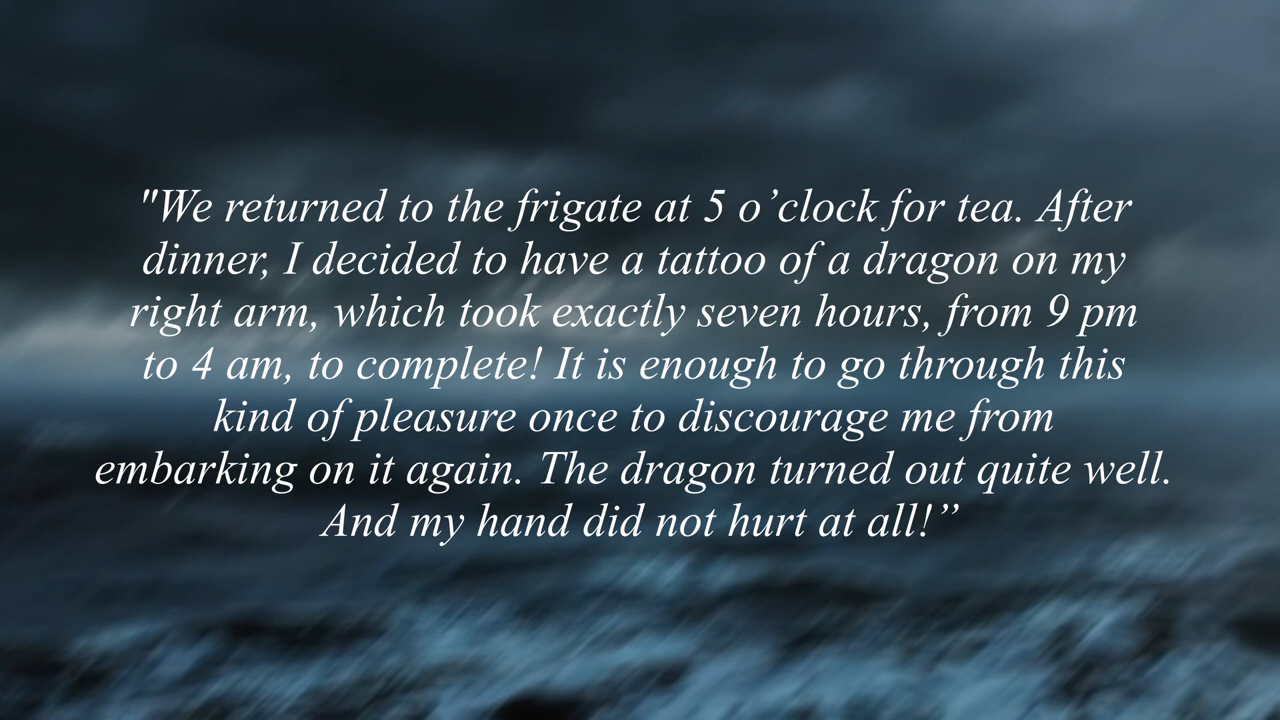 "We returned to the frigate at 5 o’clock for tea. After
dinner, I decided to have a tattoo of a dragon on my
right arm, which took exactly seven hours, from 9 pm
to 4 am, to complete! It is enough to go through this
kind of pleasure once to discourage me from
embarking on it again. The dragon turned out quite well.
And my hand did not hurt at all!”